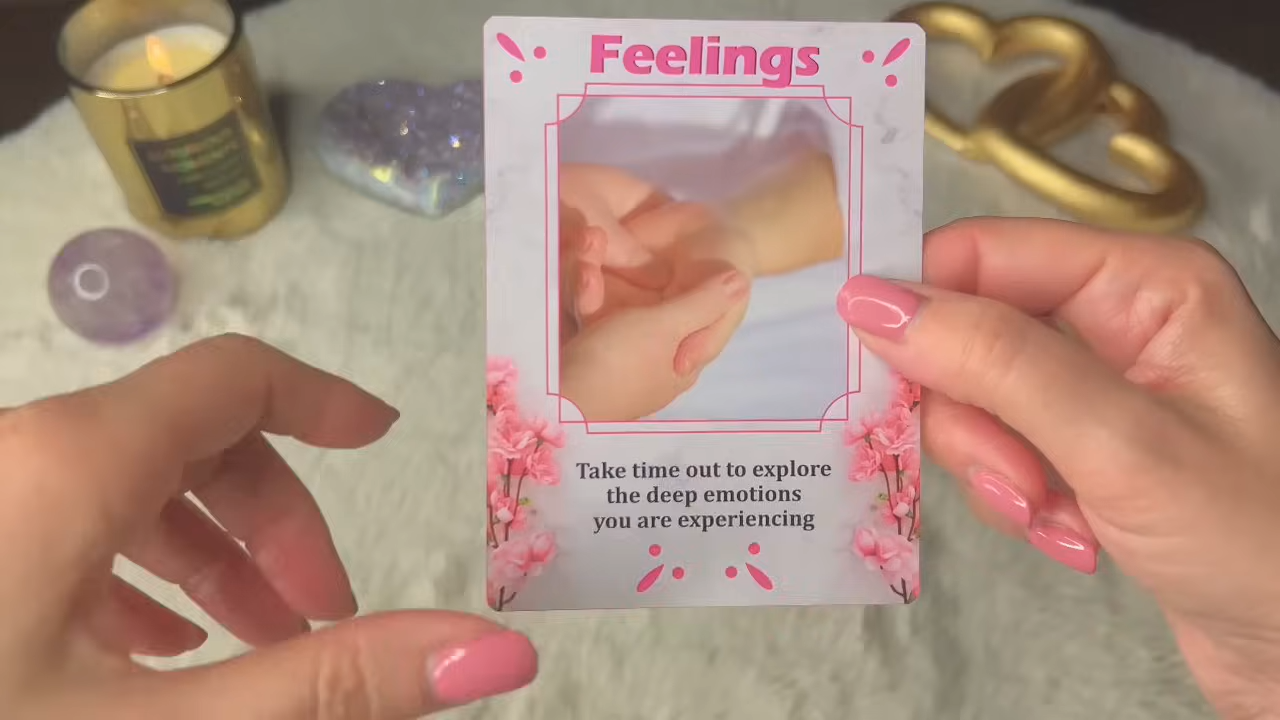 Feelings
Take time out to explore
the deep emotions
you are experiencing